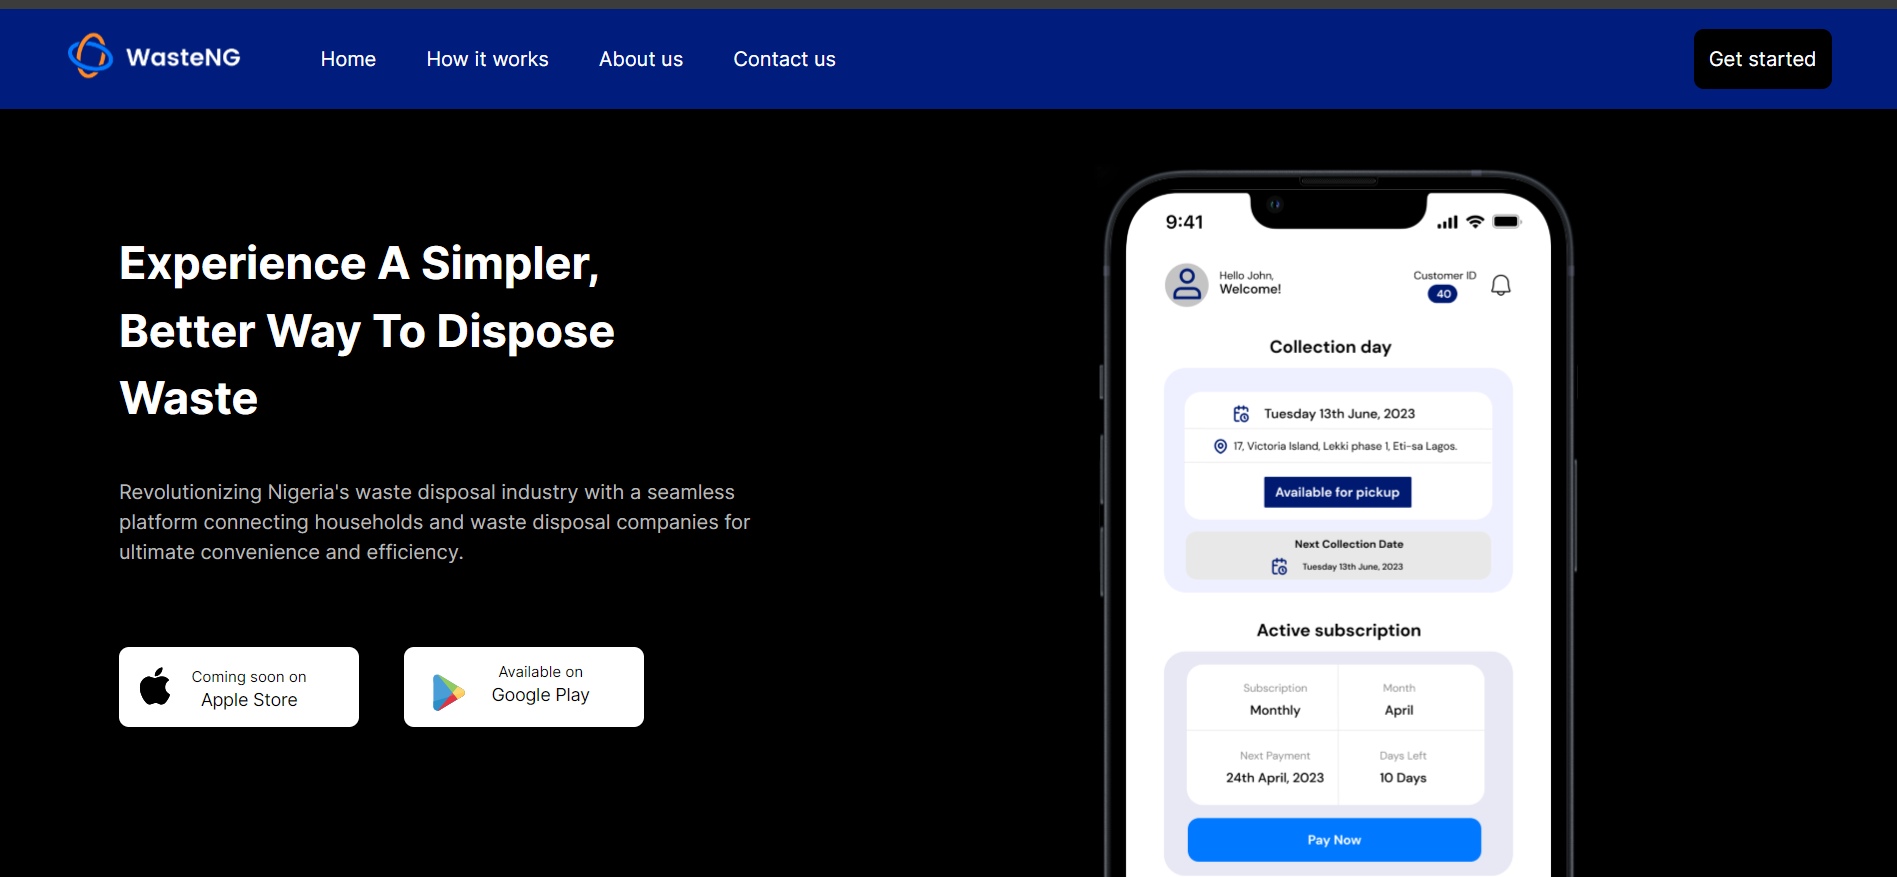 WasteNG
Home
How it works
About us
Contact us
Get started
Experience A Simpler,
Better Way To Dispose
Waste
Revolutionizing Nigeria's waste disposal industry with a seamless
platform connecting households and waste disposal companies for
ultimate convenience and efficiency.
Coming soon on
Apple Store
Available on
Google Play
9:41
Hello John,
Welcome!
Customer ID
40
Collection day
Tuesday 13th June, 2023
17, Victoria Island, Lekki phase 1, Eti-sa Lagos.
Available for pickup
Next Collection Date
Tuesday 13th June, 2023
Active subscription
Subscription
Monthly
Month
April
Next Payment
24th April, 2023
Days Left
10 Days
Pay Now